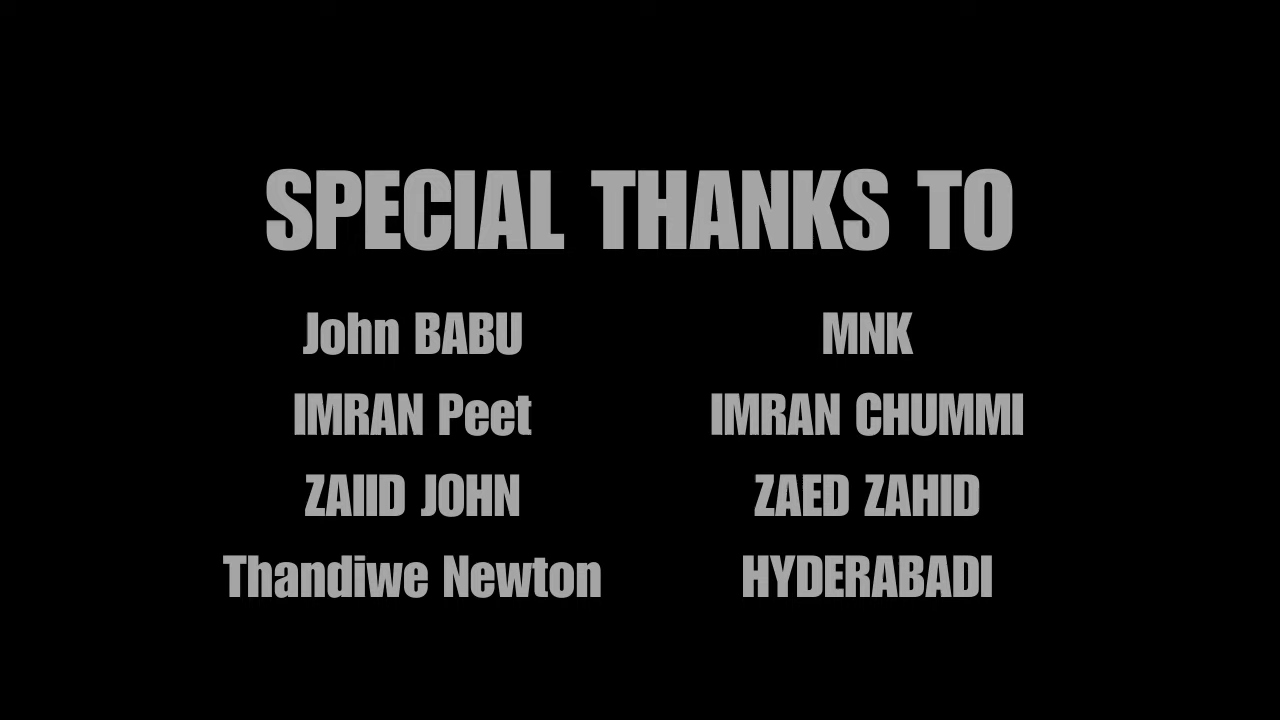 SPECIAL THANKS TO
John BABU MNK
IMRAN Peet IMRAN CHUMMI
ZAIID JOHN ZAED ZAHID
Thandiwe Newton HYDERABADI